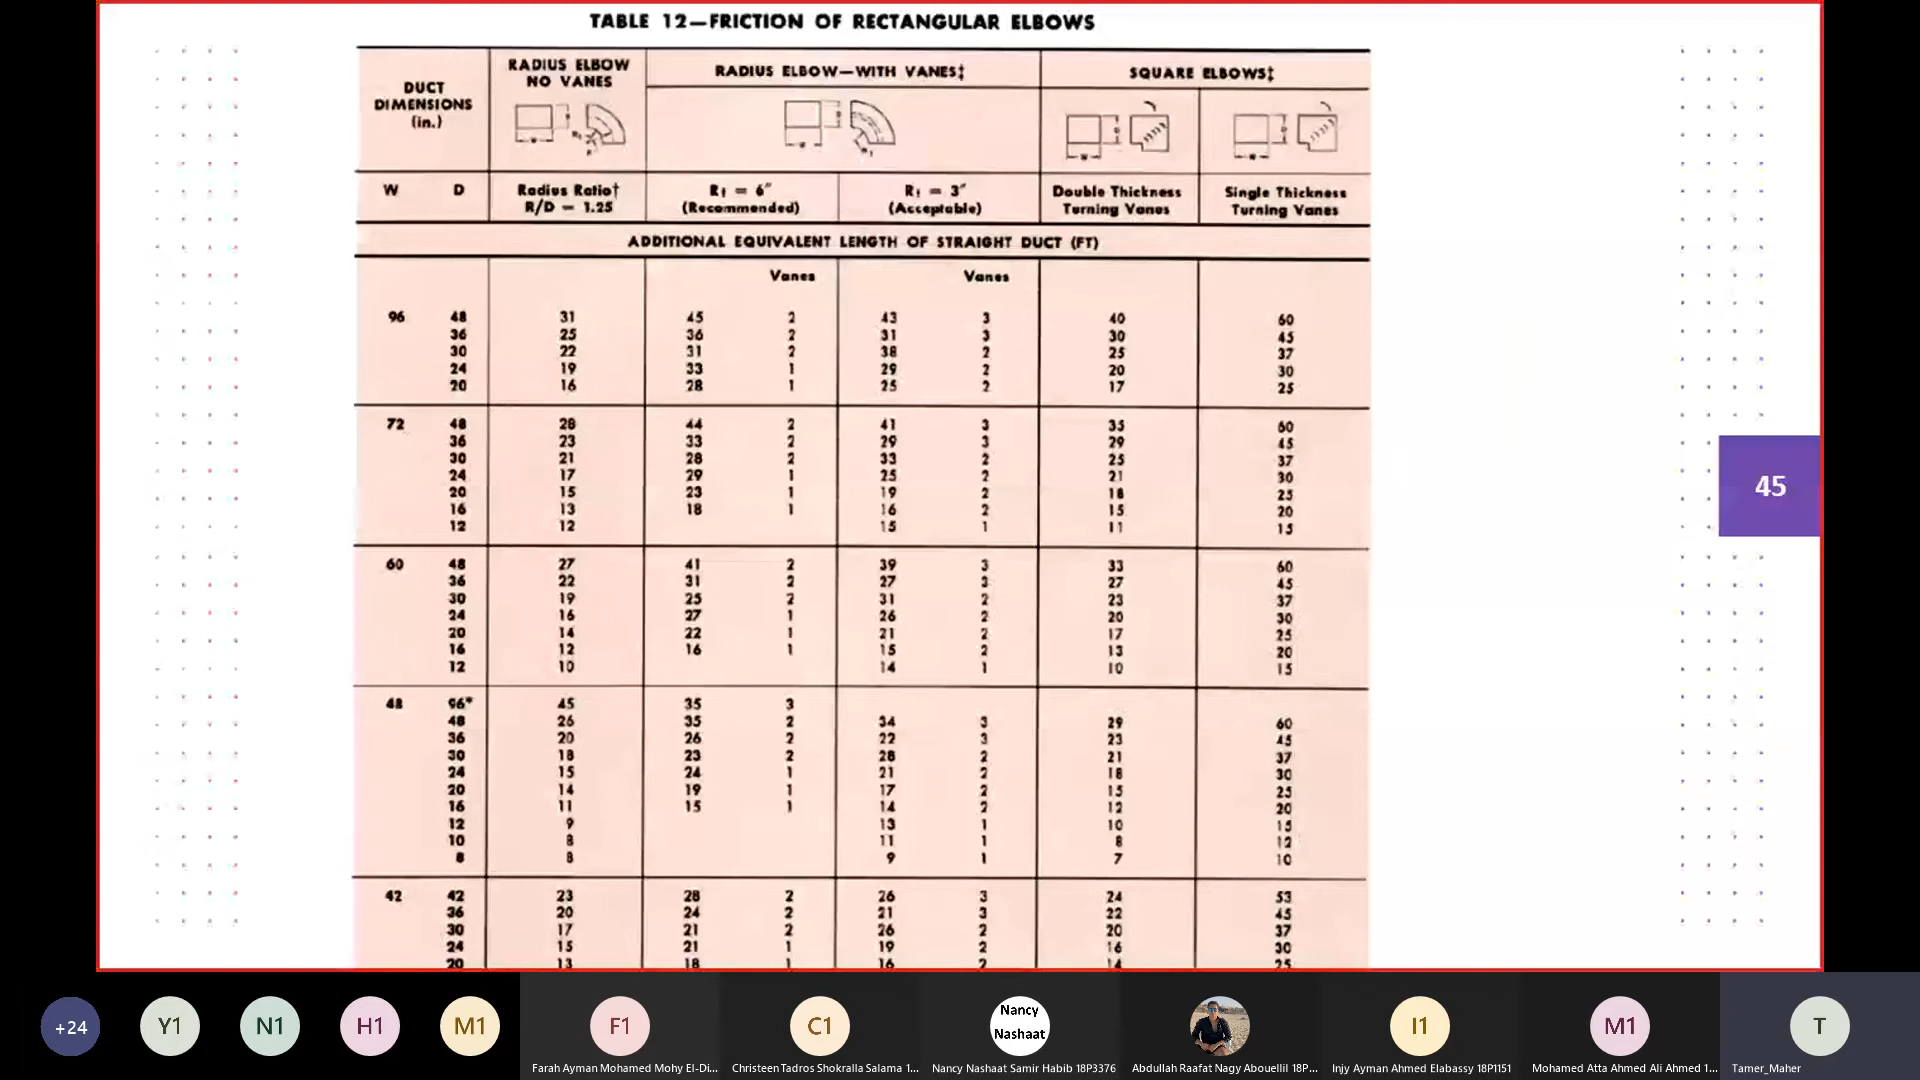 TABLE 12—FRICTION OF RECTANGULAR ELBOWS
DUCT DIMENSIONS (in.) RADIUS ELBOW NO VANES RADIUS ELBOW—WITH VANES‡ SQUARE ELBOWS‡
W D Radius Ratio† R/D — 1.25 Rt = 6" (Recommended) Rt = 3" (Acceptable) Double Thickness Turning Vanes Single Thickness Turning Vanes
ADDITIONAL EQUIVALENT LENGTH OF STRAIGHT DUCT (FT)
Vanes Vanes
96 48 31 45 2 43 3 40 60
36 25 36 2 31 3 30 45
30 22 31 2 38 2 25 37
24 19 33 1 29 2 20 30
20 16 28 1 25 2 17 25
72 48 28 44 2 41 3 35 60
36 23 33 2 29 3 29 45
30 21 28 2 33 2 25 37
24 17 29 1 25 2 21 30
20 15 23 1 19 2 18 25
16 13 18 1 16 2 15 20
12 12 15 1 11 15
60 48 27 41 2 39 3 33 60
36 22 31 2 27 3 27 45
30 19 25 2 31 2 23 37
24 16 27 1 26 2 20 30
20 14 22 1 21 2 17 25
16 12 16 1 15 2 13 20
12 10 14 1 10 15
48 96* 45 35 3
48 26 35 2 34 3 29 60
36 20 26 2 22 3 23 45
30 18 23 2 28 2 21 37
24 15 24 1 21 2 18 30
20 14 19 1 17 2 15 25
16 11 15 1 14 2 12 20
12 9 13 1 10 15
10 8 11 1 8 12
8 8 9 1 7 10
42 42 23 28 2 26 3 24 53
36 20 24 2 21 3 22 45
30 17 21 2 26 2 20 37
24 15 21 1 19 2 16 30
20 13 18 1 16 2 14 25
45
+24 Y1 N1 H1 M1 F1 C1 Nancy Nashaat I1 M1 T
Farah Ayman Mohamed Mohy El-Di... Christeen Tadros Shokralla Salama 1... Nancy Nashaat Samir Habib 18P3376 Abdullah Raafat Nagy Abouellil 18P... Injy Ayman Ahmed Elabassy 18P1151 Mohamed Atta Ahmed Ali Ahmed 1... Tamer_Maher